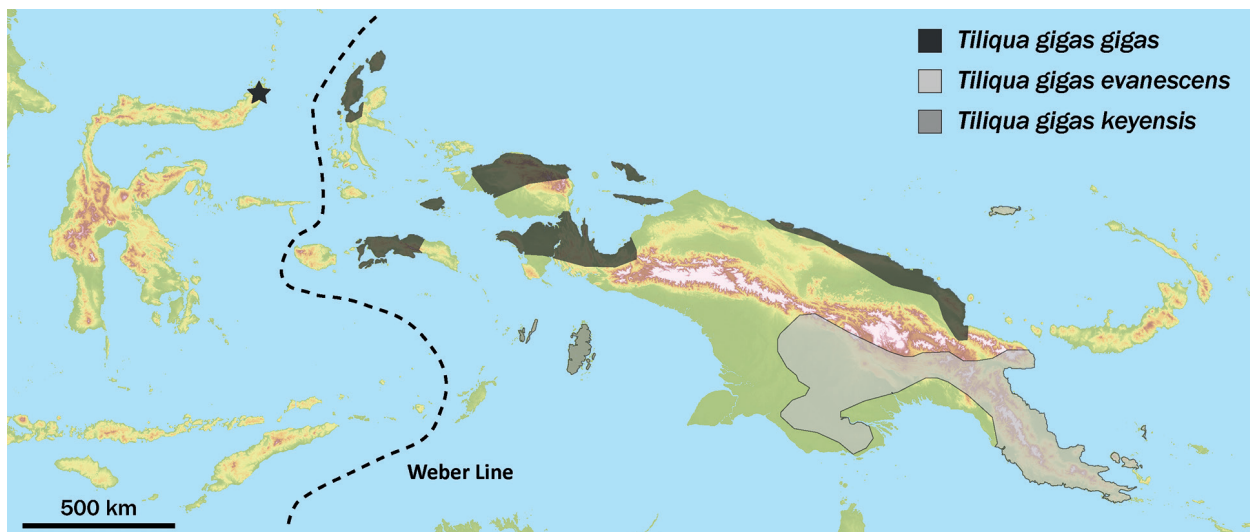 Tiliqua gigas gigas
Tiliqua gigas evanescens
Tiliqua gigas keyensis
Weber Line
500 km